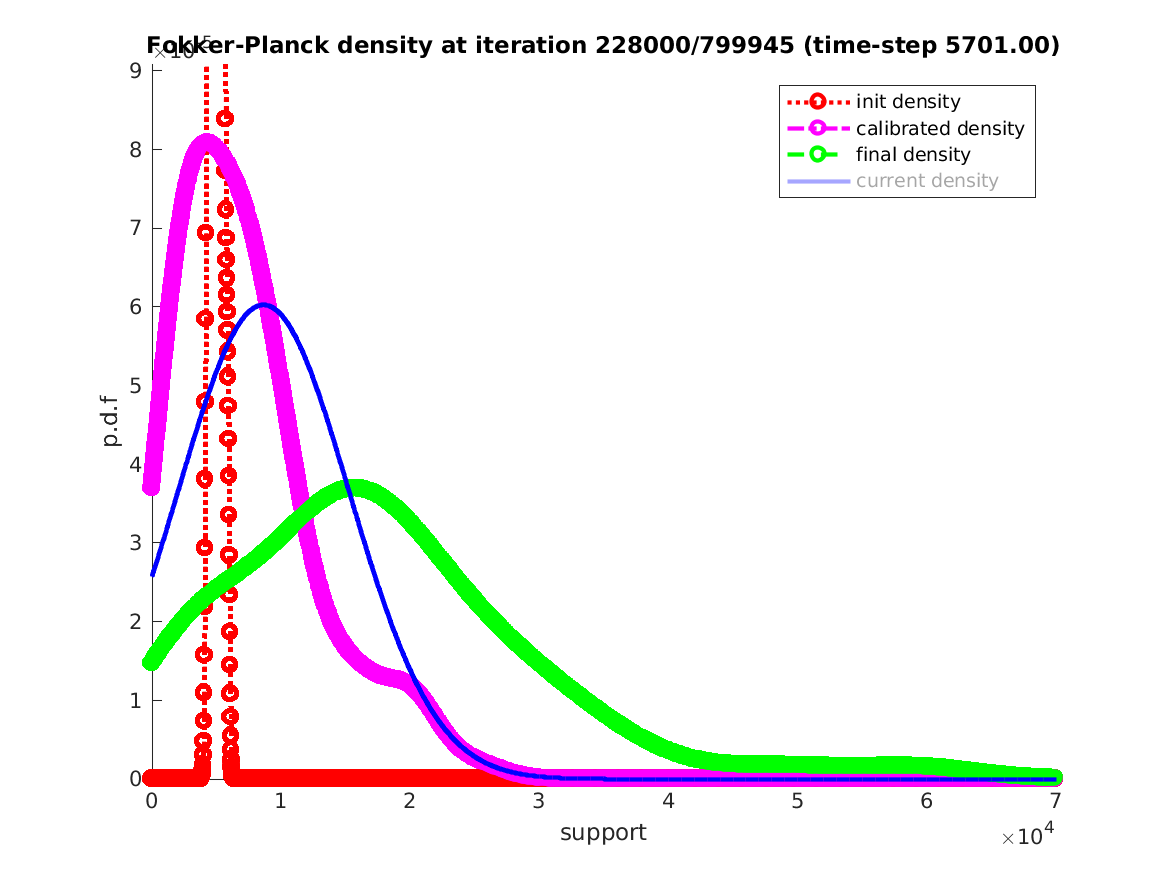 Fokker-Planck density at iteration 228000/799945 (time-step 5701.00)
×10⁻⁵
9
8
7
6
5
4
3
2
1
0
p.d.f
init density
calibrated density
final density
current density
0 1 2 3 4 5 6 7
support
×10⁴